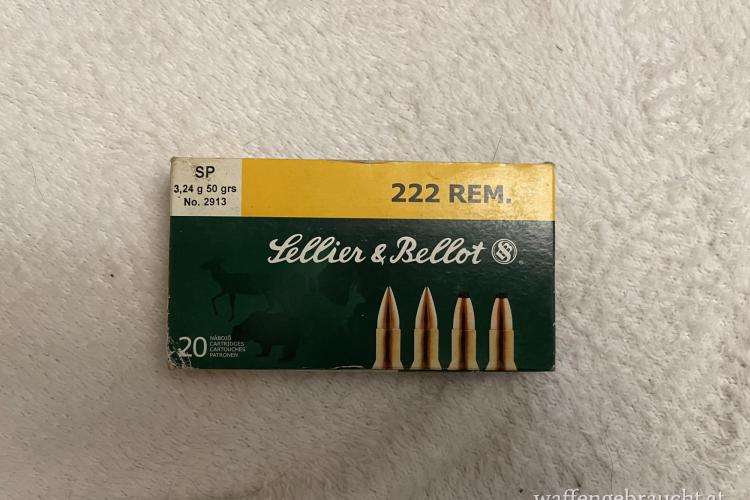 SP
3,24 g 50 grs
No. 2913
222 REM.
Sellier & Bellot
20
NÁBOJŮ
CARTRIDGES
CARTOUCHES
PATRONEN
waffengebraucht.at